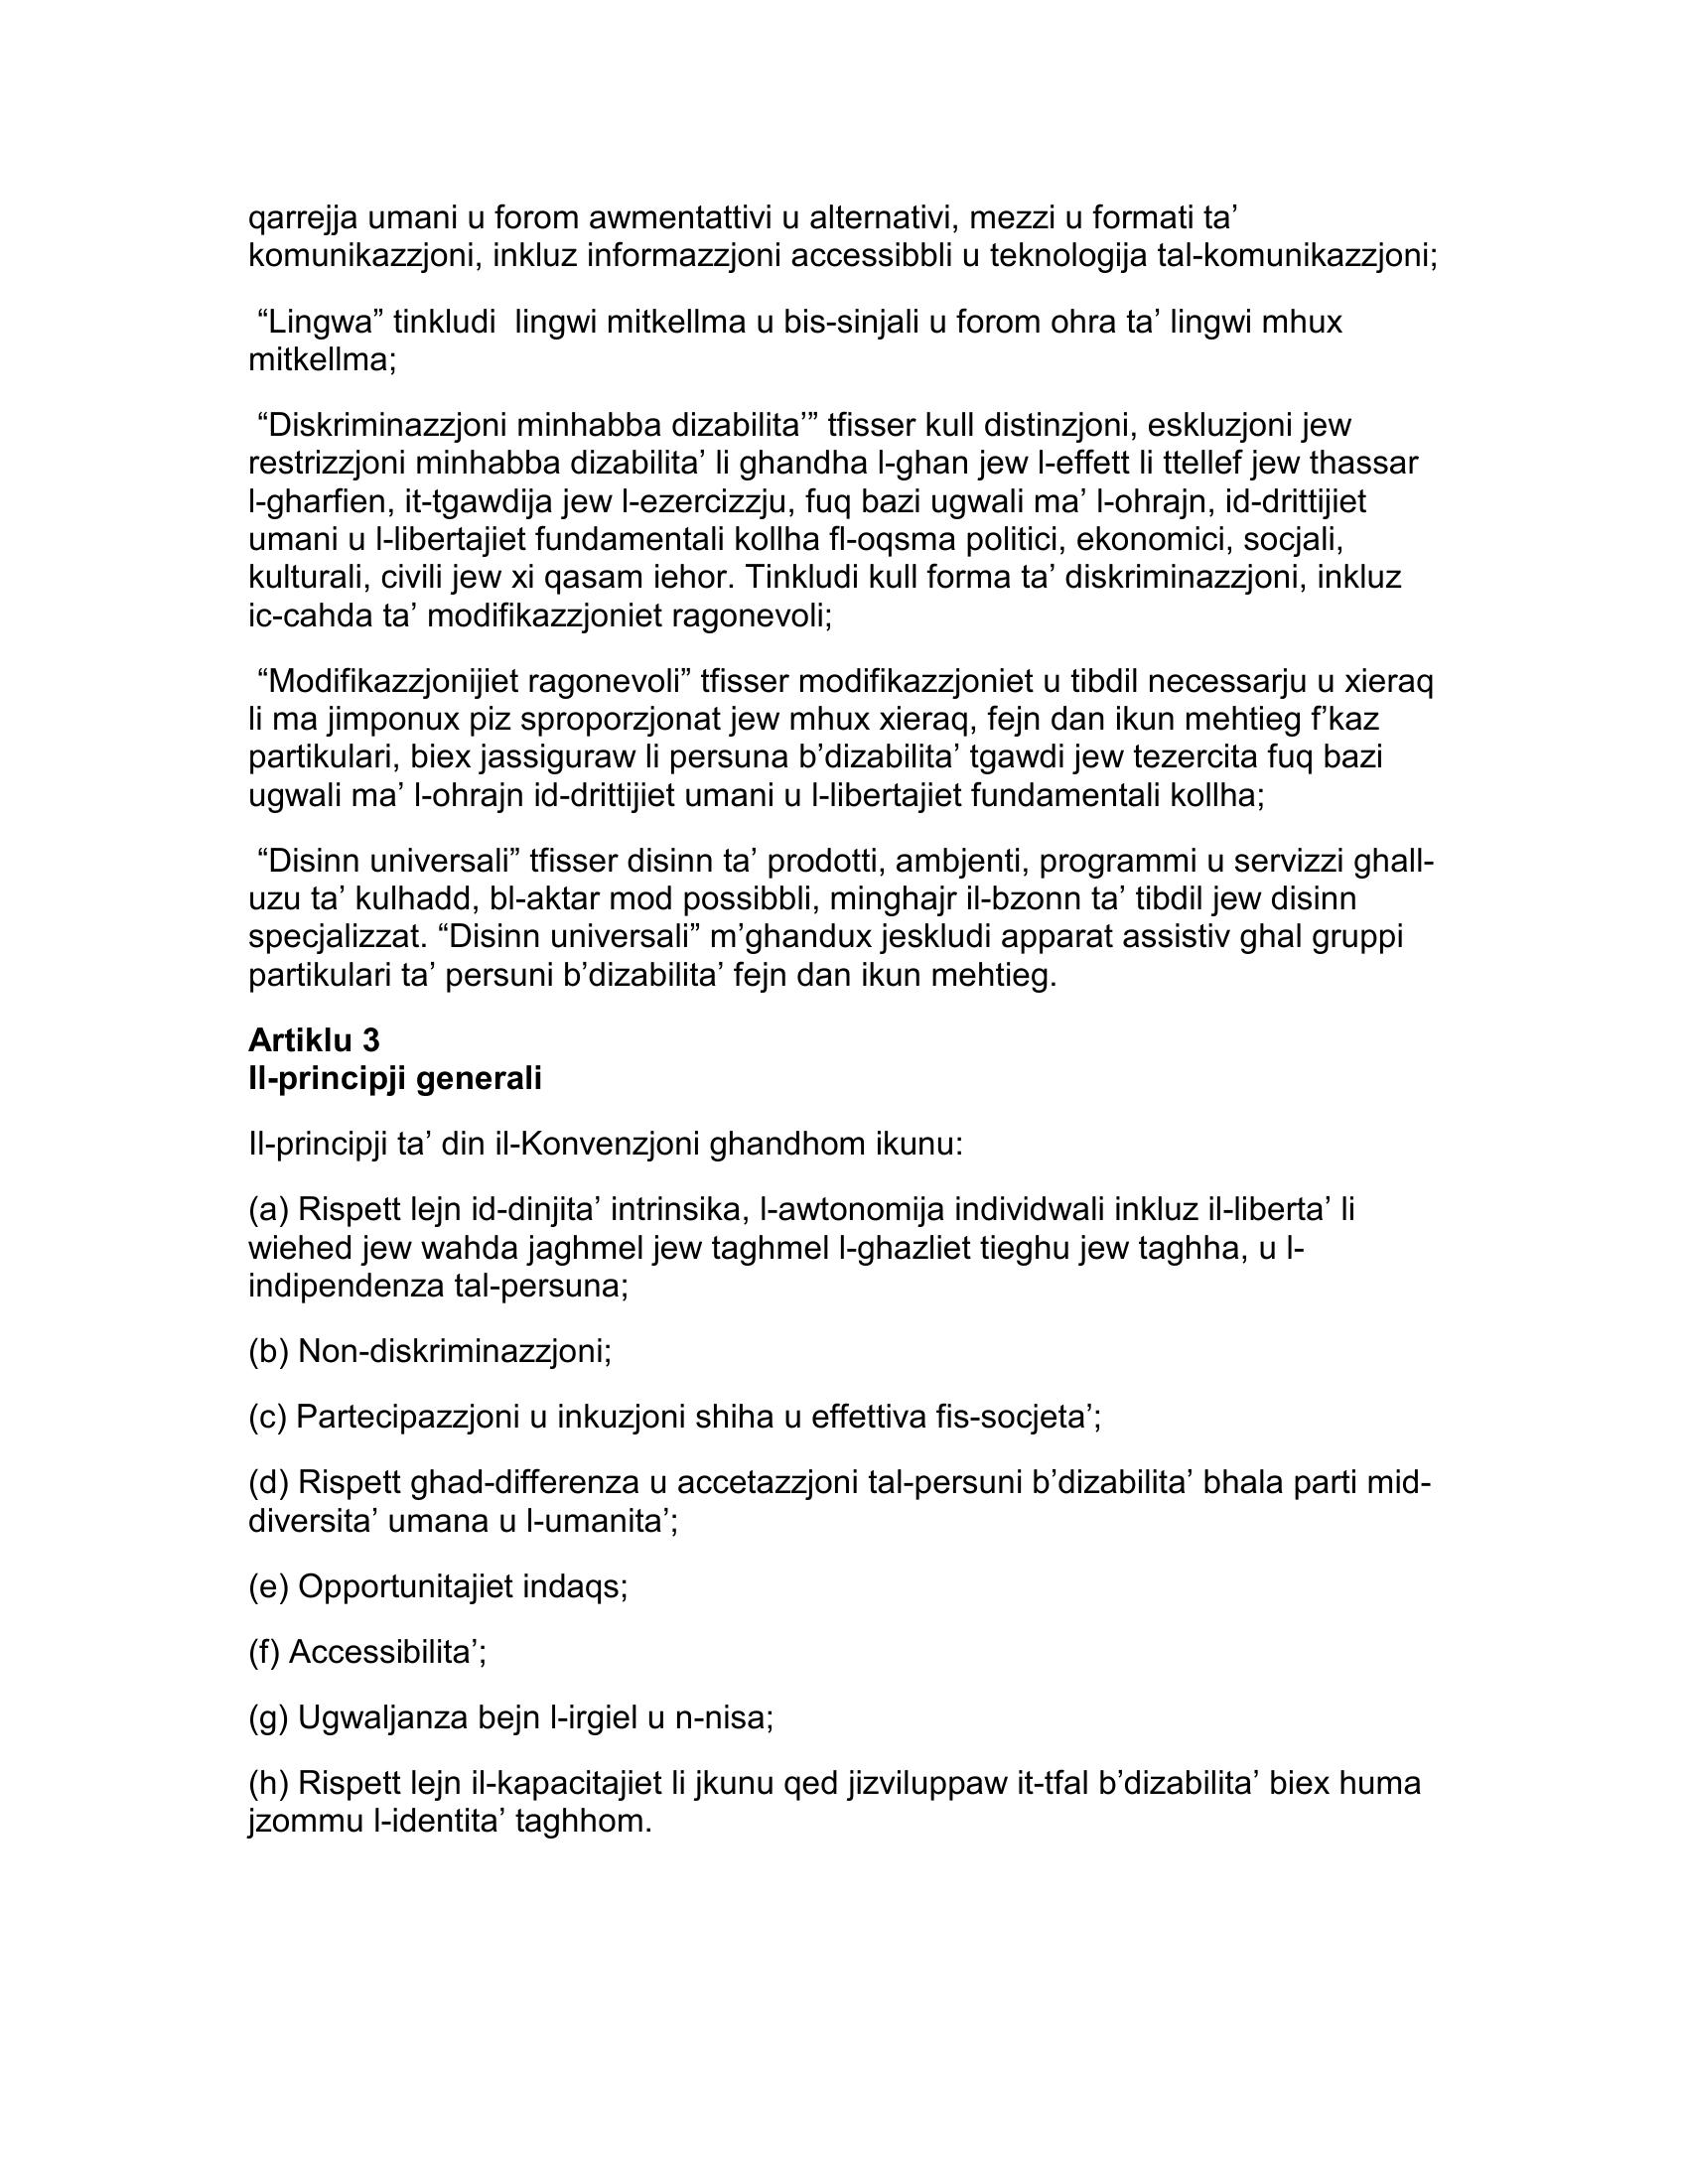 qarrejja umani u forom awmentattivi u alternativi, mezzi u formati ta’
komunikazzjoni, inkluz informazzjoni accessibbli u teknologija tal-komunikazzjoni;
“Lingwa” tinkludi  lingwi mitkellma u bis-sinjali u forom ohra ta’ lingwi mhux
mitkellma;
“Diskriminazzjoni minhabba dizabilita’” tfisser kull distinzjoni, eskluzjoni jew
restrizzjoni minhabba dizabilita’ li ghandha l-ghan jew l-effett li ttellef jew thassar
l-gharfien, it-tgawdija jew l-ezercizzju, fuq bazi ugwali ma’ l-ohrajn, id-drittijiet
umani u l-libertajiet fundamentali kollha fl-oqsma politici, ekonomici, socjali,
kulturali, civili jew xi qasam iehor. Tinkludi kull forma ta’ diskriminazzjoni, inkluz
ic-cahda ta’ modifikazzjoniet ragonevoli;
“Modifikazzjonijiet ragonevoli” tfisser modifikazzjoniet u tibdil necessarju u xieraq
li ma jimponux piz sproporzjonat jew mhux xieraq, fejn dan ikun mehtieg f’kaz
partikulari, biex jassiguraw li persuna b’dizabilita’ tgawdi jew tezercita fuq bazi
ugwali ma’ l-ohrajn id-drittijiet umani u l-libertajiet fundamentali kollha;
“Disinn universali” tfisser disinn ta’ prodotti, ambjenti, programmi u servizzi ghall-
uzu ta’ kulhadd, bl-aktar mod possibbli, minghajr il-bzonn ta’ tibdil jew disinn
specjalizzat. “Disinn universali” m’ghandux jeskludi apparat assistiv ghal gruppi
partikulari ta’ persuni b’dizabilita’ fejn dan ikun mehtieg.
Artiklu 3
Il-principji generali
Il-principji ta’ din il-Konvenzjoni ghandhom ikunu:
(a) Rispett lejn id-dinjita’ intrinsika, l-awtonomija individwali inkluz il-liberta’ li
wiehed jew wahda jaghmel jew taghmel l-ghazliet tieghu jew taghha, u l-
indipendenza tal-persuna;
(b) Non-diskriminazzjoni;
(c) Partecipazzjoni u inkuzjoni shiha u effettiva fis-socjeta’;
(d) Rispett ghad-differenza u accetazzjoni tal-persuni b’dizabilita’ bhala parti mid-
diversita’ umana u l-umanita’;
(e) Opportunitajiet indaqs;
(f) Accessibilita’;
(g) Ugwaljanza bejn l-irgiel u n-nisa;
(h) Rispett lejn il-kapacitajiet li jkunu qed jizviluppaw it-tfal b’dizabilita’ biex huma
jzommu l-identita’ taghhom.